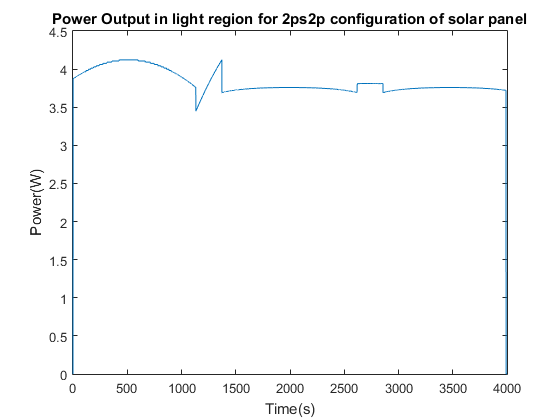 Power Output in light region for 2ps2p configuration of solar panel
4.5
4
3.5
3
2.5
2
1.5
1
0.5
0
Power(W)
0 500 1000 1500 2000 2500 3000 3500 4000
Time(s)